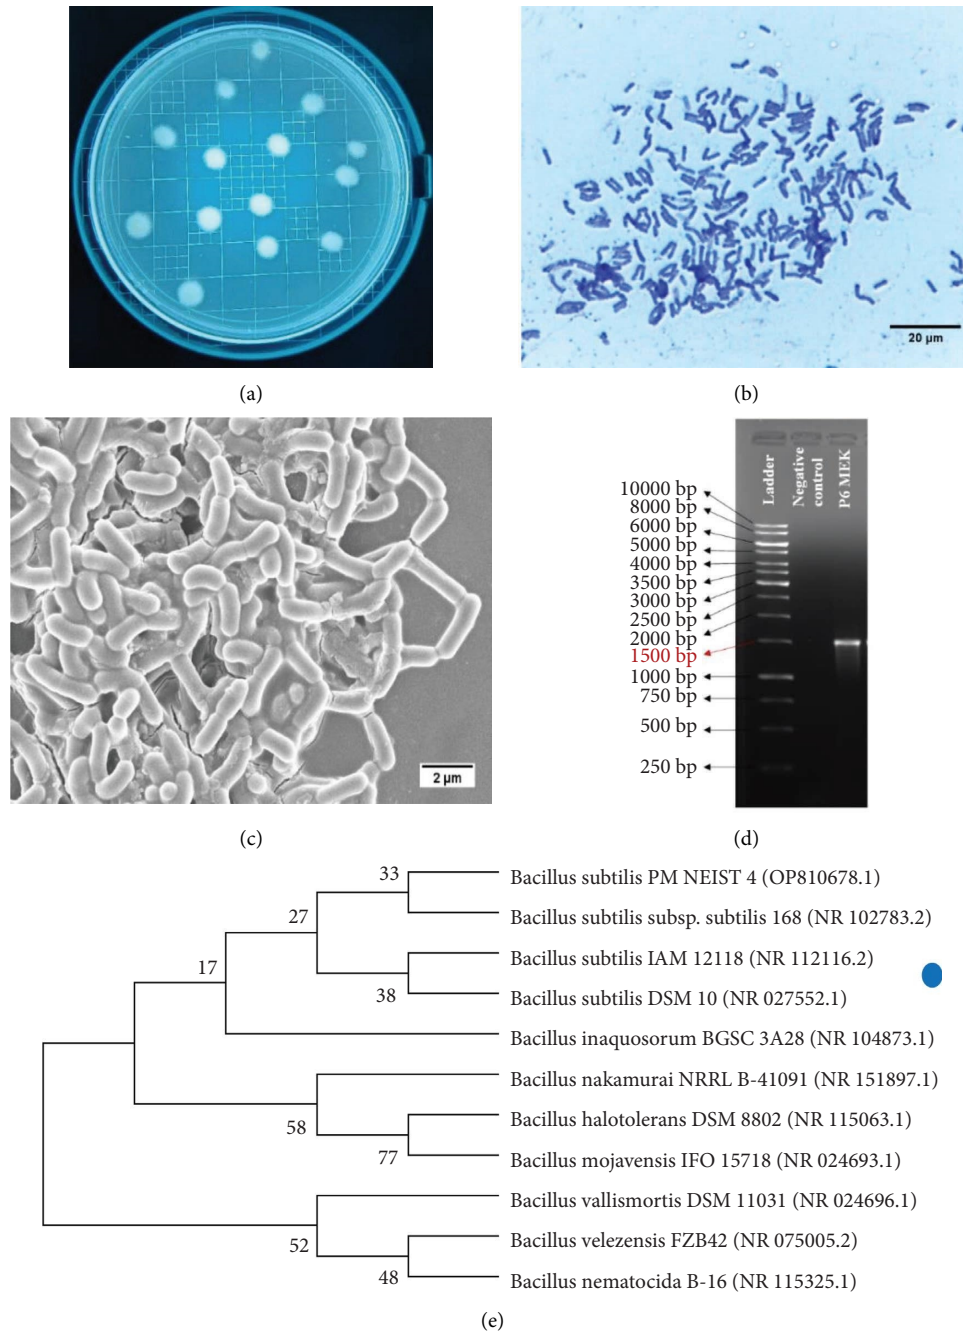 (a)
20 µm
(b)
2 µm
(c)
Ladder
Negative control
P6 MEK
10000 bp
8000 bp
6000 bp
5000 bp
4000 bp
3500 bp
3000 bp
2500 bp
2000 bp
1500 bp
1000 bp
750 bp
500 bp
250 bp
(d)
33
Bacillus subtilis PM NEIST 4 (OP810678.1)
27
Bacillus subtilis subsp. subtilis 168 (NR 102783.2)
17
Bacillus subtilis IAM 12118 (NR 112116.2)
38
Bacillus subtilis DSM 10 (NR 027552.1)
Bacillus inaquosorum BGSC 3A28 (NR 104873.1)
Bacillus nakamurai NRRL B-41091 (NR 151897.1)
58
Bacillus halotolerans DSM 8802 (NR 115063.1)
77
Bacillus mojavensis IFO 15718 (NR 024693.1)
Bacillus vallismortis DSM 11031 (NR 024696.1)
52
Bacillus velezensis FZB42 (NR 075005.2)
48
Bacillus nematocida B-16 (NR 115325.1)
(e)